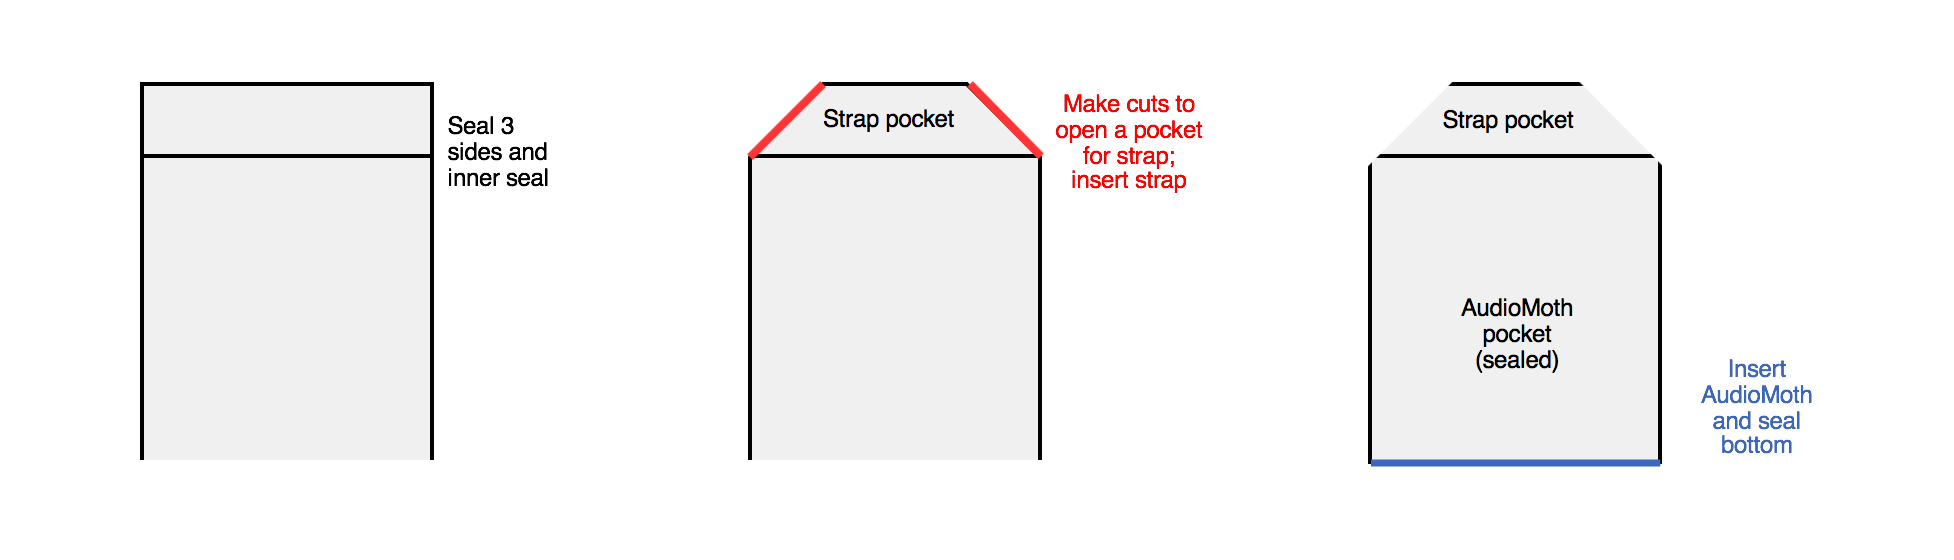 Seal 3
sides and
inner seal
Strap pocket
Make cuts to
open a pocket
for strap;
insert strap
Strap pocket
AudioMoth
pocket
(sealed)
Insert
AudioMoth
and seal
bottom